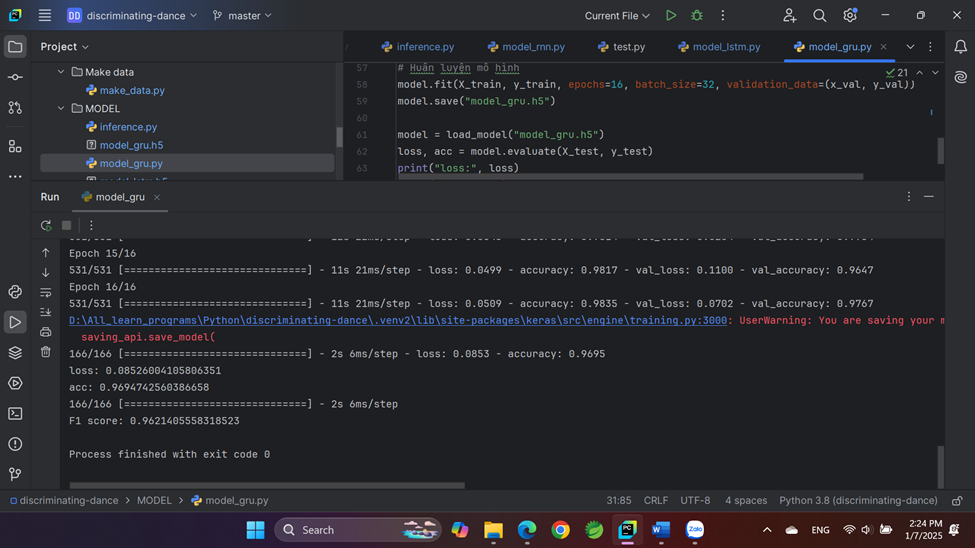 DD discriminating-dance master Current File
Project inference.py model_rnn.py test.py model_lstm.py model_gru.py
Make data
make_data.py
MODEL
inference.py
model_gru.h5
model_gru.py
57 # Huấn luyện mô hình 21
58 model.fit(X_train, y_train, epochs=16, batch_size=32, validation_data=(x_val, y_val))
59 model.save("model_gru.h5")
60
61 model = load_model("model_gru.h5")
62 loss, acc = model.evaluate(X_test, y_test)
63 print("loss:", loss)
Run model_gru
Epoch 15/16
531/531 [==============================] - 11s 21ms/step - loss: 0.0499 - accuracy: 0.9817 - val_loss: 0.1100 - val_accuracy: 0.9647
Epoch 16/16
531/531 [==============================] - 11s 21ms/step - loss: 0.0509 - accuracy: 0.9835 - val_loss: 0.0702 - val_accuracy: 0.9767
D:\All_learn_programs\Python\discriminating-dance\.venv2\lib\site-packages\keras\src\engine\training.py:3000: UserWarning: You are saving your m
saving_api.save_model(
166/166 [==============================] - 2s 6ms/step - loss: 0.0853 - accuracy: 0.9695
loss: 0.08526004105806351
acc: 0.9694742560386658
166/166 [==============================] - 2s 6ms/step
F1 score: 0.9621405558318523
Process finished with exit code 0
discriminating-dance MODEL model_gru.py 31:85 CRLF UTF-8 4 spaces Python 3.8 (discriminating-dance)
Search PC W Zalo ENG 2:24 PM
1/7/2025